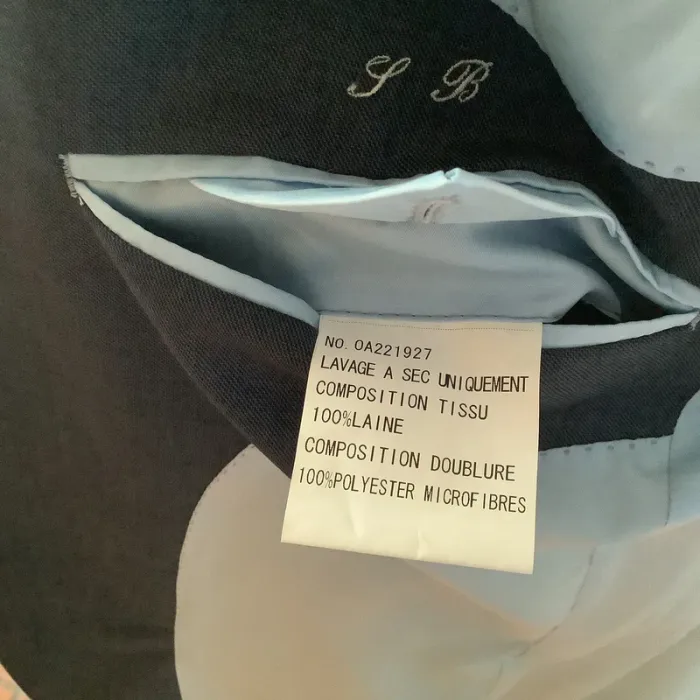 S B
NO. 0A221927
LAVAGE A SEC UNIQUEMENT
COMPOSITION TISSU
100%LAINE
COMPOSITION DOUBLURE
100%POLYESTER MICROFIBRES